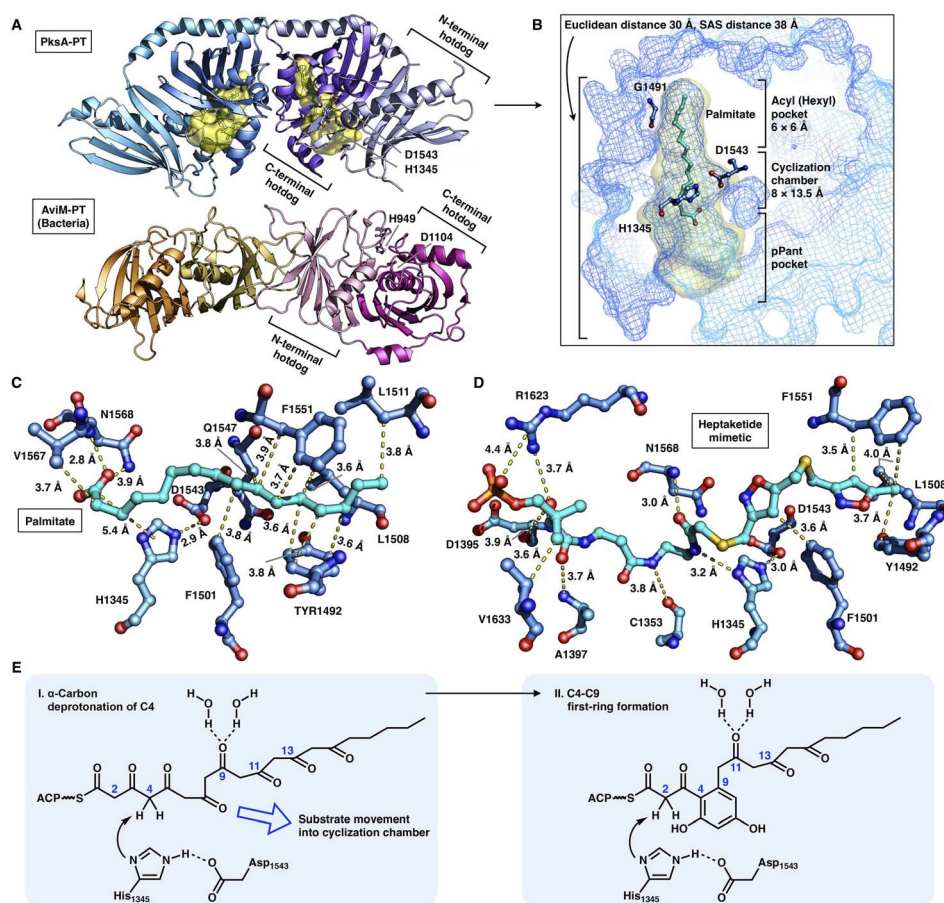 A
PksA-PT
N-terminal
hotdog
D1543
H1345
C-terminal
hotdog
AviM-PT
(Bacteria)
C-terminal
hotdog
H949
D1104
N-terminal
hotdog
B
Euclidean distance 30 Å, SAS distance 38 Å
G1491
Palmitate
Acyl (Hexyl)
pocket
6 × 6 Å
D1543
Cyclization
chamber
8 × 13.5 Å
H1345
pPant
pocket
C
N1568
V1567
2.8 Å
3.7 Å
3.9 Å
Palmitate
5.4 Å
D1543
2.9 Å
H1345
Q1547
3.8 Å
F1551
3.9 Å
3.7 Å
L1511
3.8 Å
3.6 Å
3.8 Å
3.6 Å
3.8 Å
3.6 Å
L1508
F1501
TYR1492
D
R1623
Heptaketide
mimetic
F1551
4.4 Å
3.7 Å
N1568
3.0 Å
3.5 Å
4.0 Å
D1543
L1508
3.6 Å
3.7 Å
D1395
3.9 Å
3.6 Å
3.7 Å
3.8 Å
3.2 Å
3.0 Å
Y1492
V1633
A1397
C1353
H1345
F1501
E
I. α-Carbon
deprotonation of C4
H H
O O
H H
O
9
11
13
O O
O O O
2
4
O
ACP
S
H H
O
Substrate movement
into cyclization chamber
N N
H
O
O
Asp1543
His1345
II. C4-C9
first-ring formation
H H
O O
H H
O
11
13
O O
9
O O
2
4
ACP
S
H H
HO
OH
N N
H
O
O
Asp1543
His1345